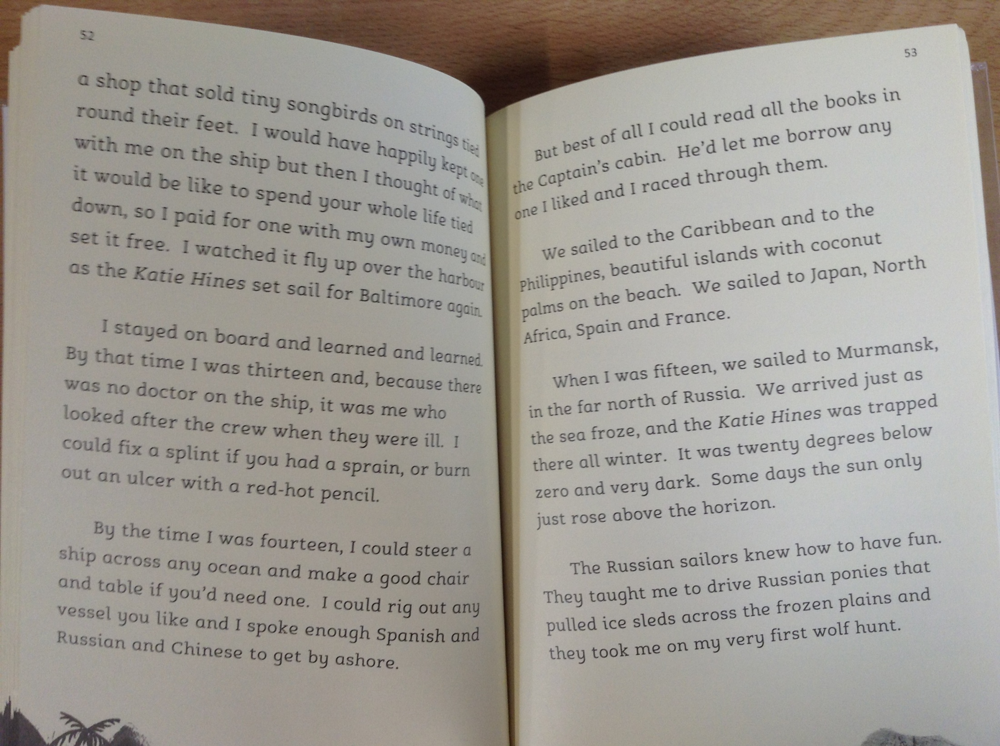 52
a shop that sold tiny songbirds on strings tied
round their feet. I would have happily kept one
with me on the ship but then I thought of what
it would be like to spend your whole life tied
down, so I paid for one with my own money and
set it free. I watched it fly up over the harbour
as the Katie Hines set sail for Baltimore again.
I stayed on board and learned and learned.
By that time I was thirteen and, because there
was no doctor on the ship, it was me who
looked after the crew when they were ill. I
could fix a splint if you had a sprain, or burn
out an ulcer with a red-hot pencil.
By the time I was fourteen, I could steer a
ship across any ocean and make a good chair
and table if you'd need one. I could rig out any
vessel you like and I spoke enough Spanish and
Russian and Chinese to get by ashore.
53
But best of all I could read all the books in
the Captain's cabin. He'd let me borrow any
one I liked and I raced through them.
We sailed to the Caribbean and to the
Philippines, beautiful islands with coconut
palms on the beach. We sailed to Japan, North
Africa, Spain and France.
When I was fifteen, we sailed to Murmansk,
in the far north of Russia. We arrived just as
the sea froze, and the Katie Hines was trapped
there all winter. It was twenty degrees below
zero and very dark. Some days the sun only
just rose above the horizon.
The Russian sailors knew how to have fun.
They taught me to drive Russian ponies that
pulled ice sleds across the frozen plains and
they took me on my very first wolf hunt.